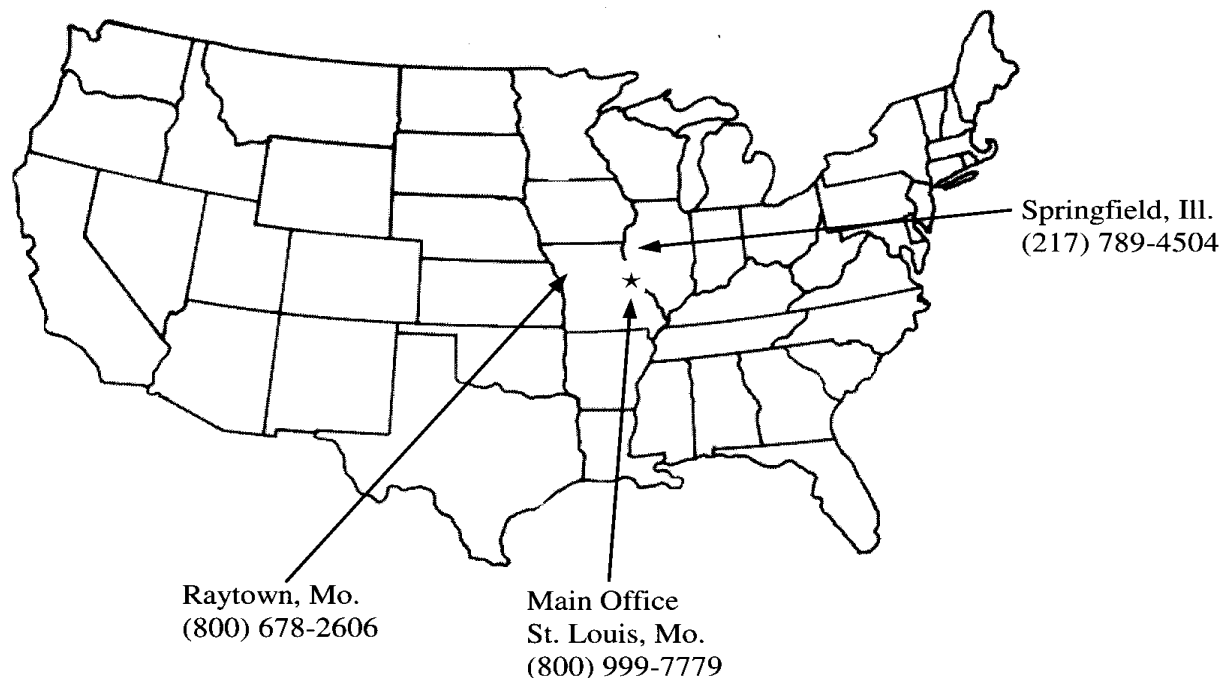 Springfield, Ill.
(217) 789-4504
Raytown, Mo.
(800) 678-2606
Main Office
St. Louis, Mo.
(800) 999-7779